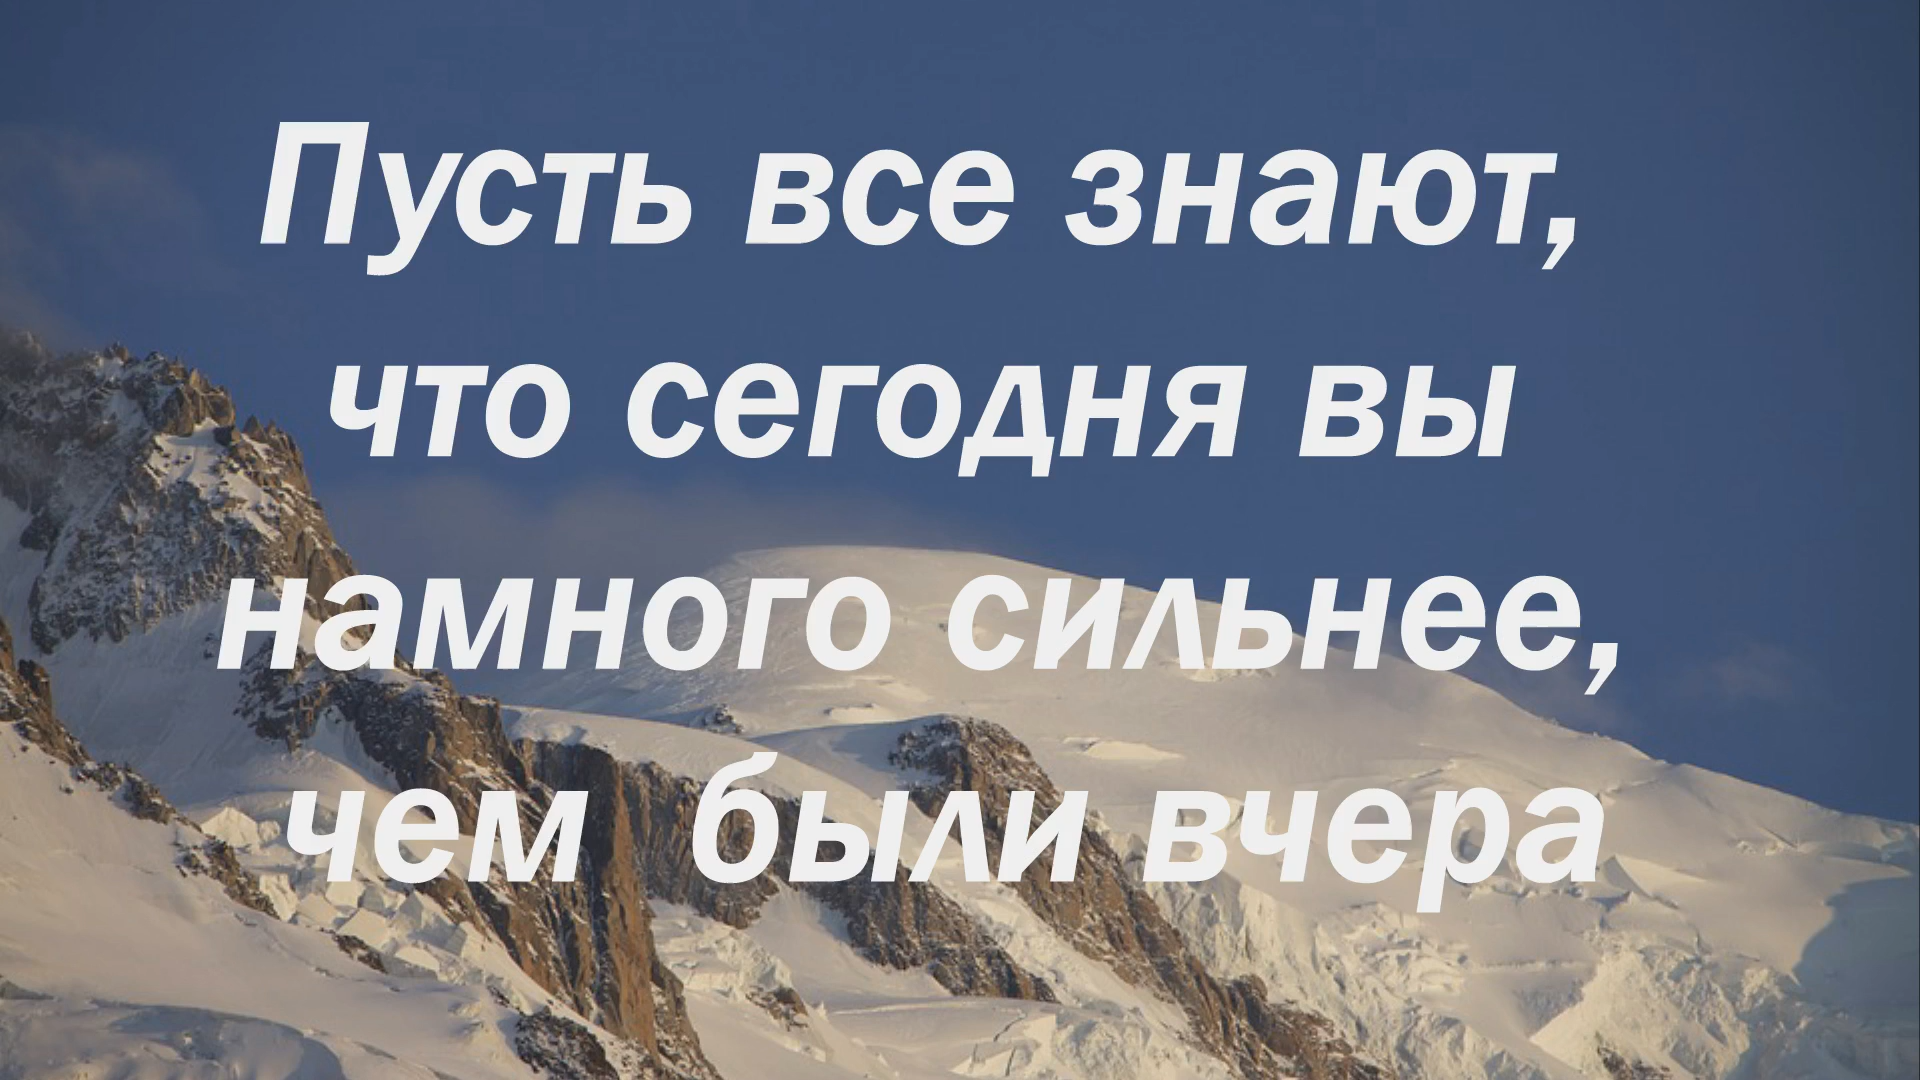 Пусть все знают,
что сегодня вы
намного сильнее,
чем  были вчера